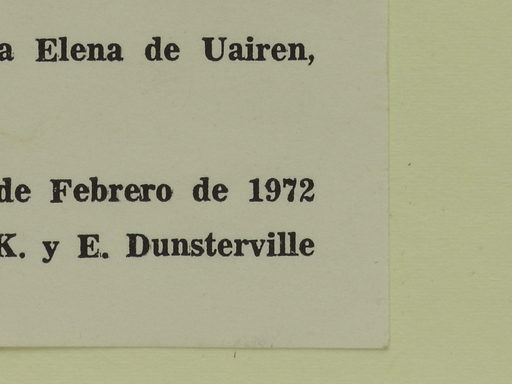 a Elena de Uairen,
de Febrero de 1972
K. y E. Dunsterville